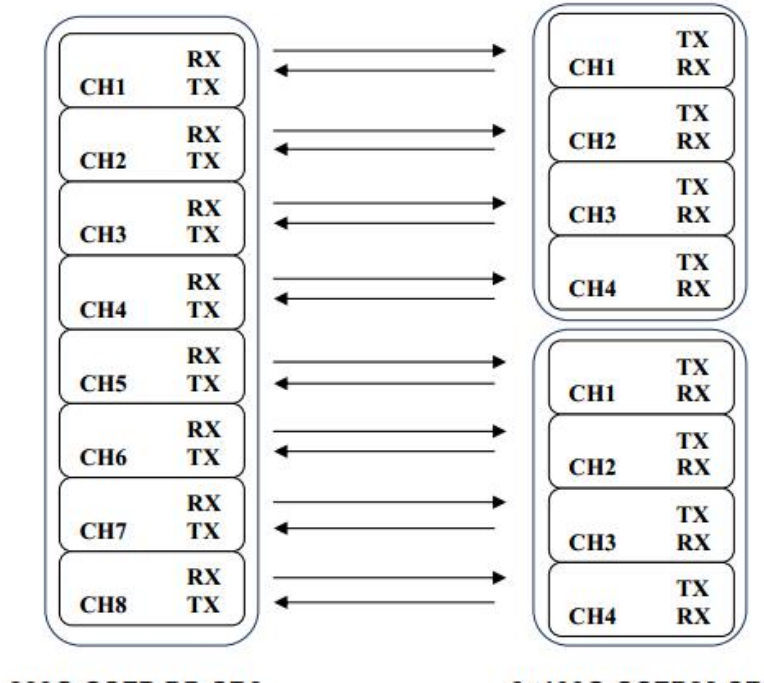 RX
CH1 TX
RX
CH2 TX
RX
CH3 TX
RX
CH4 TX
RX
CH5 TX
RX
CH6 TX
RX
CH7 TX
RX
CH8 TX
TX
CH1 RX
TX
CH2 RX
TX
CH3 RX
TX
CH4 RX
TX
CH1 RX
TX
CH2 RX
TX
CH3 RX
TX
CH4 RX